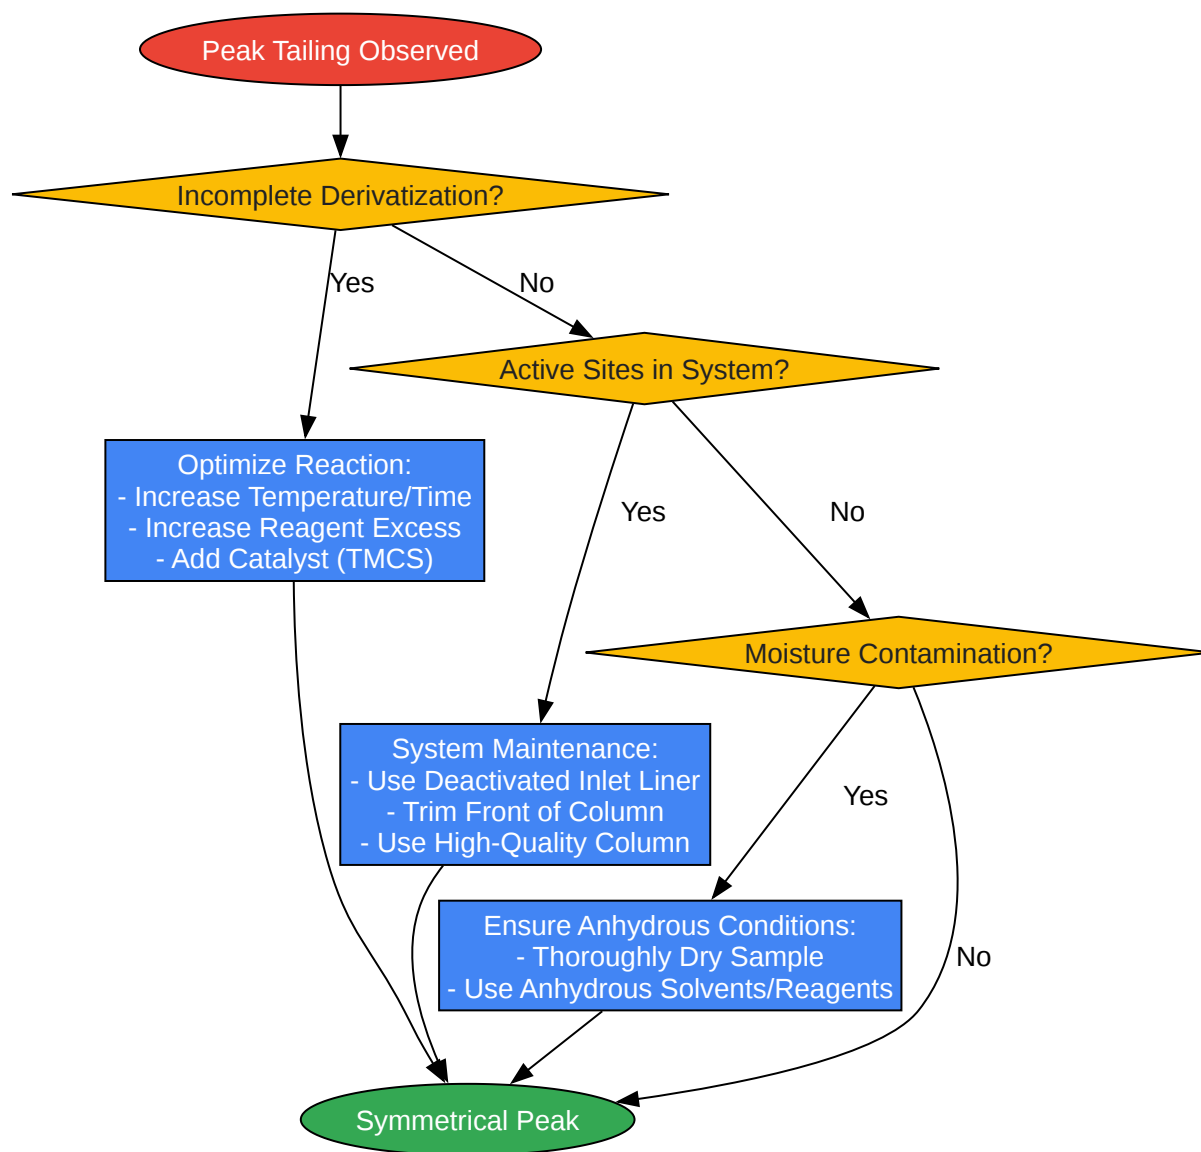 Peak Tailing Observed
Incomplete Derivatization?
Yes
No
Active Sites in System?
Optimize Reaction:
- Increase Temperature/Time
- Increase Reagent Excess
- Add Catalyst (TMCS)
Yes
No
Moisture Contamination?
System Maintenance:
- Use Deactivated Inlet Liner
- Trim Front of Column
- Use High-Quality Column
Yes
Ensure Anhydrous Conditions:
- Thoroughly Dry Sample
- Use Anhydrous Solvents/Reagents
No
Symmetrical Peak